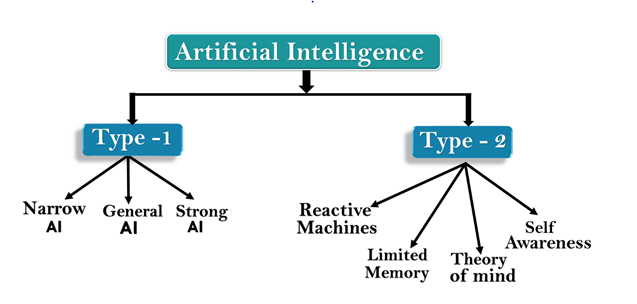 Artificial Intelligence
Type -1
Type - 2
Narrow
AI
General
AI
Strong
AI
Reactive
Machines
Limited
Memory
Theory
of mind
Self
Awareness